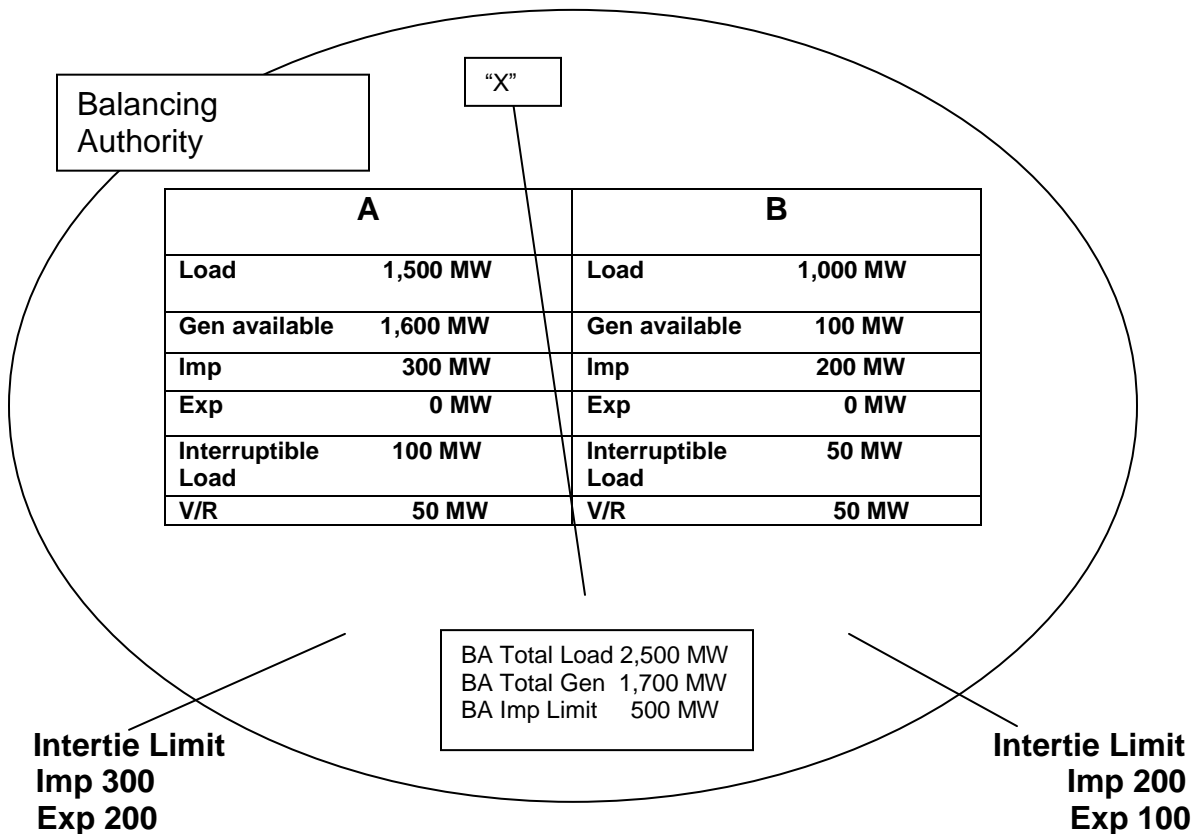 “X”
Balancing
Authority
A B
Load 1,500 MW Load 1,000 MW
Gen available 1,600 MW Gen available 100 MW
Imp 300 MW Imp 200 MW
Exp 0 MW Exp 0 MW
Interruptible 100 MW Interruptible 50 MW
Load Load
V/R 50 MW V/R 50 MW
BA Total Load 2,500 MW
BA Total Gen 1,700 MW
BA Imp Limit 500 MW
Intertie Limit
Imp 300
Exp 200
Intertie Limit
Imp 200
Exp 100